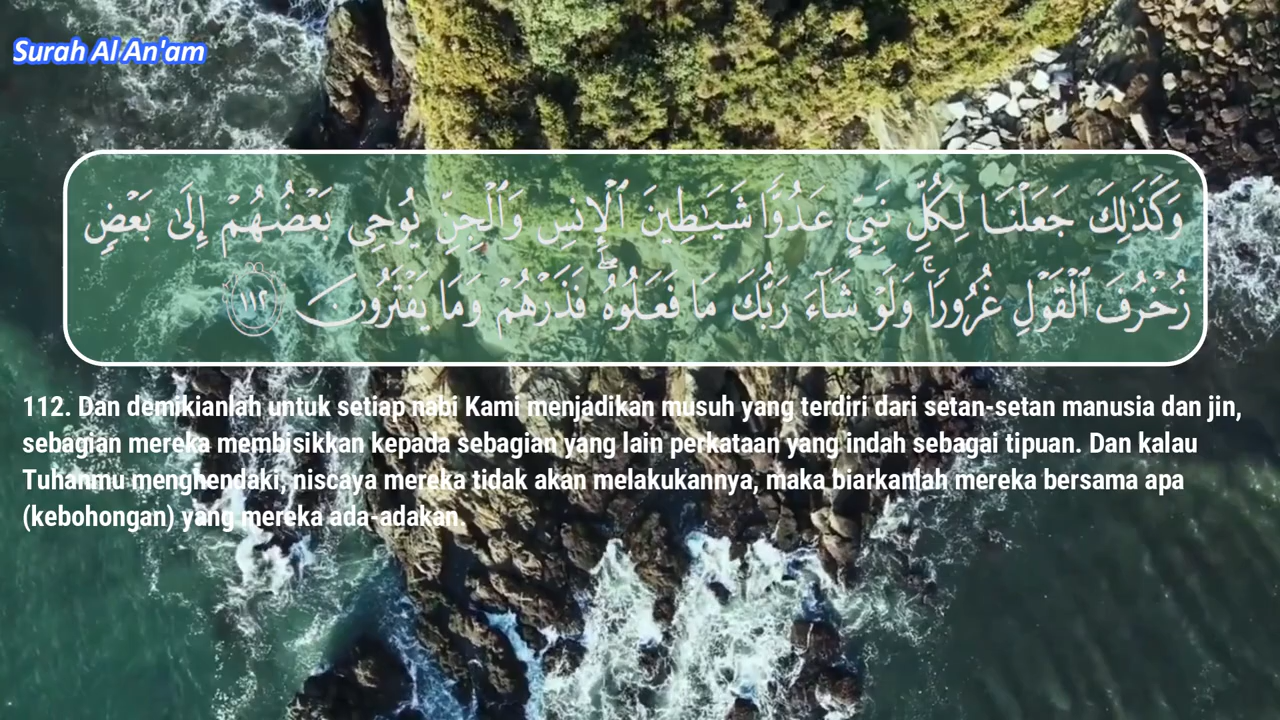 Surah Al An'am
وَكَذَٰلِكَ جَعَلْنَا لِكُلِّ نَبِيٍّ عَدُوًّا شَيَـٰطِينَ ٱلْإِنسِ وَٱلْجِنِّ يُوحِى بَعْضُهُمْ إِلَىٰ بَعْضٍ
زُخْرُفَ ٱلْقَوْلِ غُرُورًا ۚ وَلَوْ شَآءَ رَبُّكَ مَا فَعَلُوهُ ۖ فَذَرْهُمْ وَمَا يَفْتَرُونَ ١١٢
112. Dan demikianlah untuk setiap nabi Kami menjadikan musuh yang terdiri dari setan-setan manusia dan jin,
sebagian mereka membisikkan kepada sebagian yang lain perkataan yang indah sebagai tipuan. Dan kalau
Tuhanmu menghendaki, niscaya mereka tidak akan melakukannya, maka biarkanlah mereka bersama apa
(kebohongan) yang mereka ada-adakan.